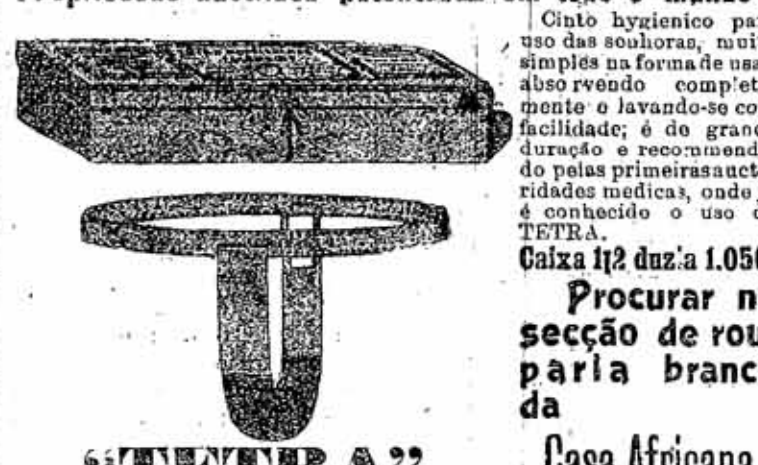 Cinto hygienico pa
uso das senhoras, mui
simples na forma de usa
absorvendo complet
mente e lavando-se co
facilidade; é de grand
duração e recommend
do pelas primeiras auct
ridades medicas, onde j
é conhecido o uso d
TETRA.
Caixa 1|2 duzia 1.050
Procurar n
secção de rou
paria branc
da
Casa Africana
“TETRA”